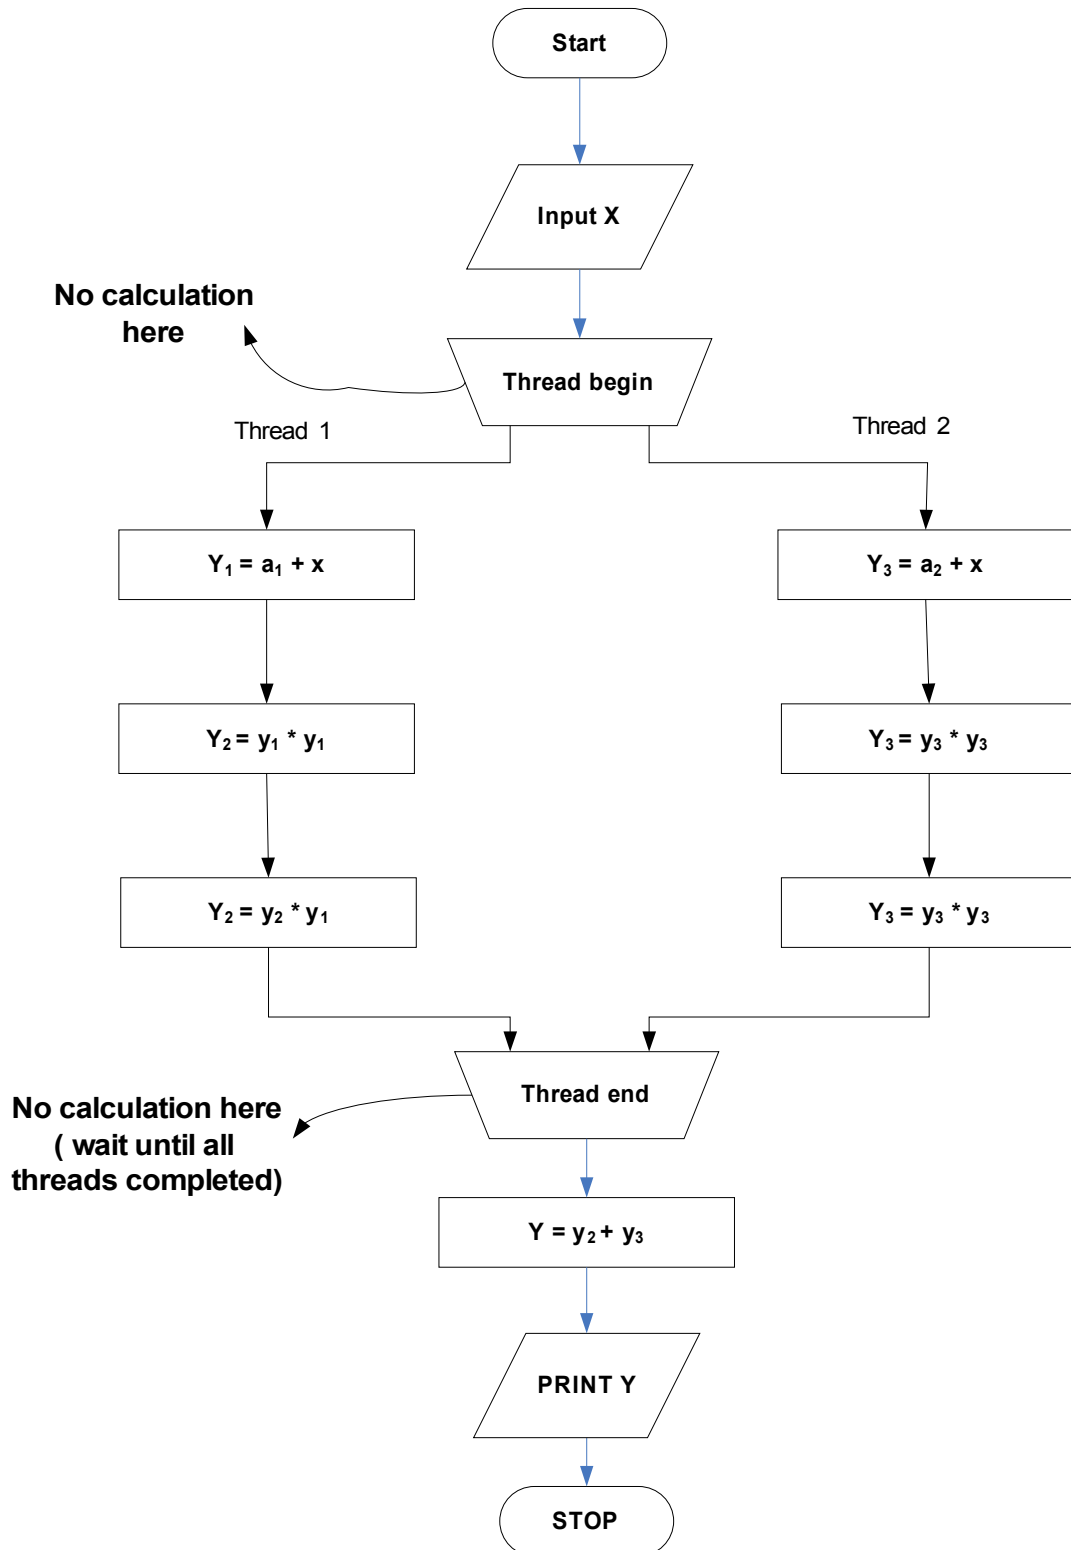 Start
Input X
No calculation
here
Thread begin
Thread 1
Thread 2
Y₁ = a₁ + x
Y₃ = a₂ + x
Y₂ = y₁ * y₁
Y₃ = y₃ * y₃
Y₂ = y₂ * y₁
Y₃ = y₃ * y₃
Thread end
No calculation here
( wait until all
threads completed)
Y = y₂ + y₃
PRINT Y
STOP